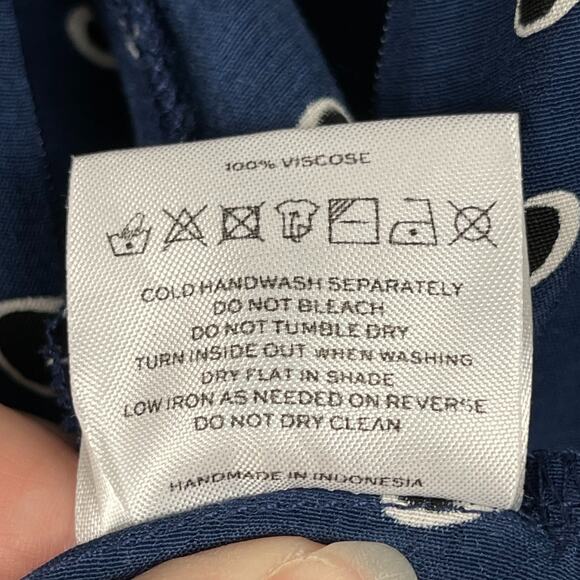 100% VISCOSE
COLD HANDWASH SEPARATELY
DO NOT BLEACH
DO NOT TUMBLE DRY
TURN INSIDE OUT WHEN WASHING
DRY FLAT IN SHADE
LOW IRON AS NEEDED ON REVERSE
DO NOT DRY CLEAN
HANDMADE IN INDONESIA